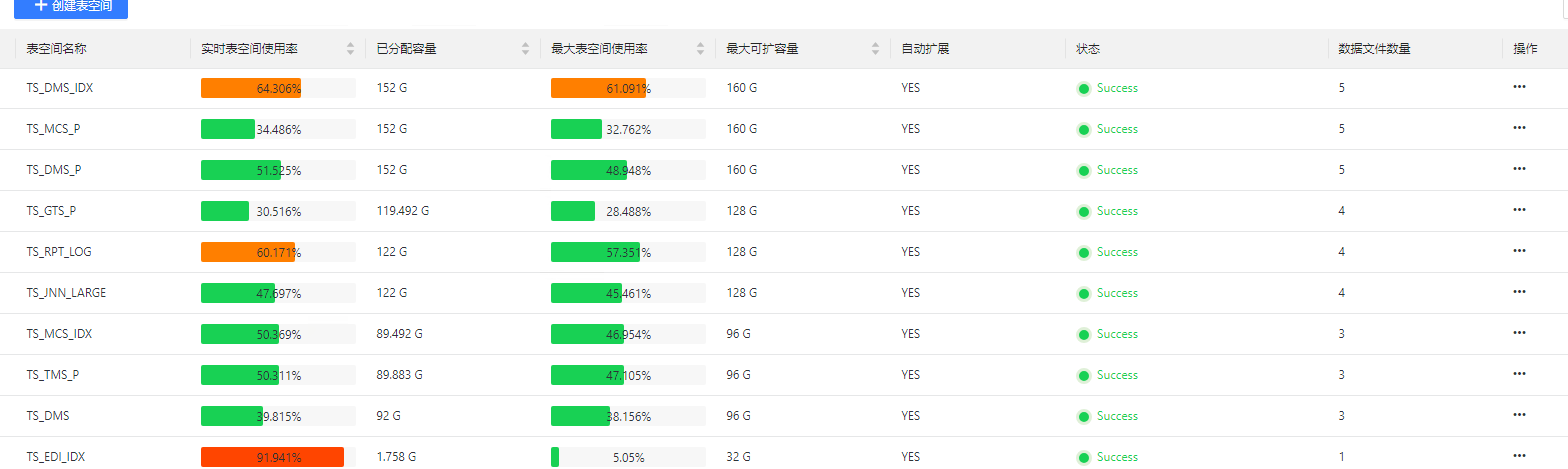 创建表空间
表空间名称 实时表空间使用率 已分配容量 最大表空间使用率 最大可扩容量 自动扩展 状态 数据文件数量 操作
TS_DMS_IDX 64.306% 152 G 61.091% 160 G YES Success 5 •••
TS_MCS_P 34.486% 152 G 32.762% 160 G YES Success 5 •••
TS_DMS_P 51.525% 152 G 48.948% 160 G YES Success 5 •••
TS_GTS_P 30.516% 119.492 G 28.488% 128 G YES Success 4 •••
TS_RPT_LOG 60.171% 122 G 57.351% 128 G YES Success 4 •••
TS_JNN_LARGE 47.697% 122 G 45.461% 128 G YES Success 4 •••
TS_MCS_IDX 50.369% 89.492 G 46.954% 96 G YES Success 3 •••
TS_TMS_P 50.311% 89.883 G 47.105% 96 G YES Success 3 •••
TS_DMS 39.815% 92 G 38.156% 96 G YES Success 3 •••
TS_EDI_IDX 91.941% 1.758 G 5.05% 32 G YES Success 1 •••